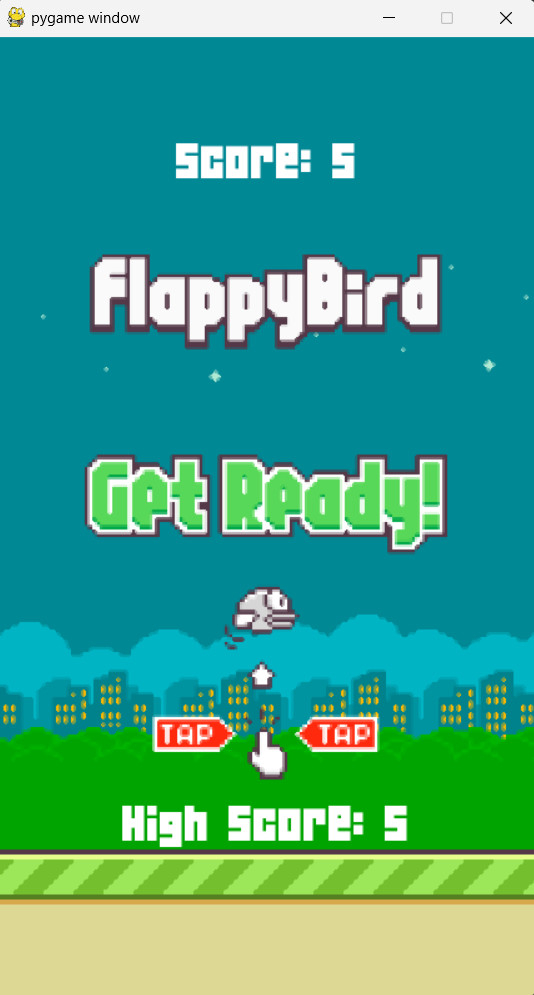 pygame window
Score: 5
FlappyBird
Get Ready!
TAP TAP
High Score: 5